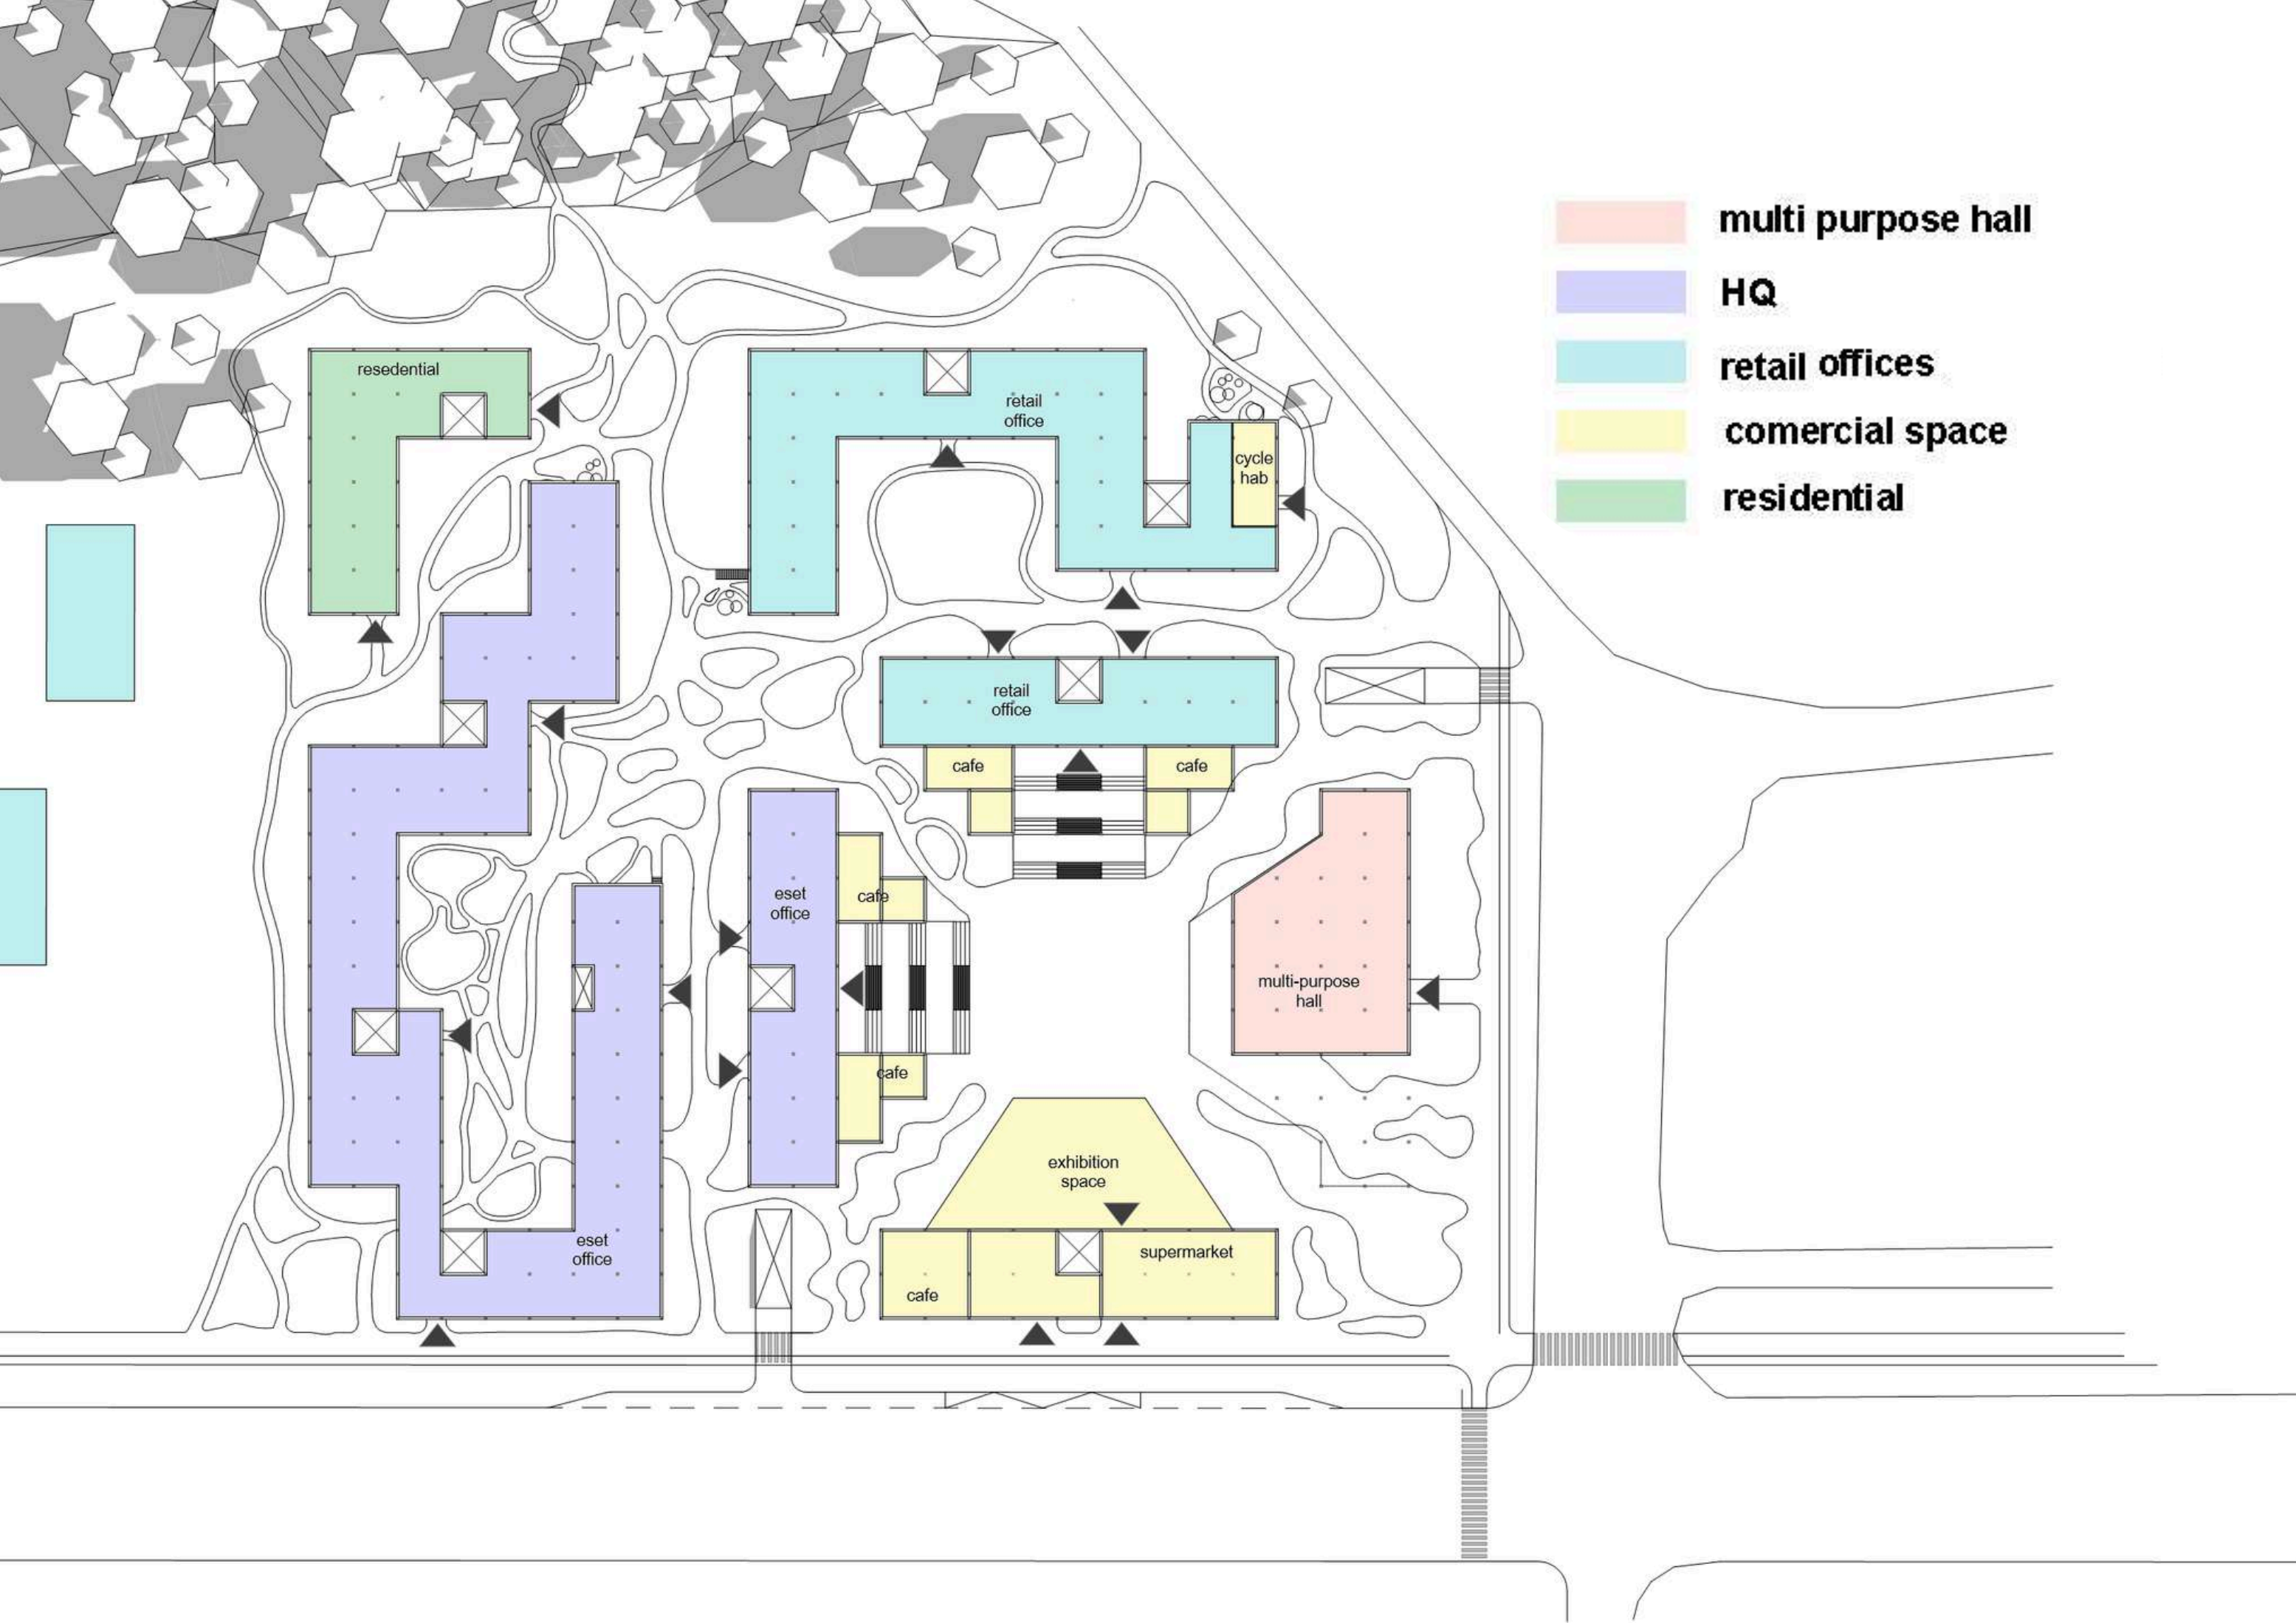 multi purpose hall
HQ
retail offices
comercial space
residential
resedential
retail
office
cycle
hab
retail
office
cafe
cafe
eset
office
cafe
cafe
multi-purpose
hall
exhibition
space
eset
office
supermarket
cafe